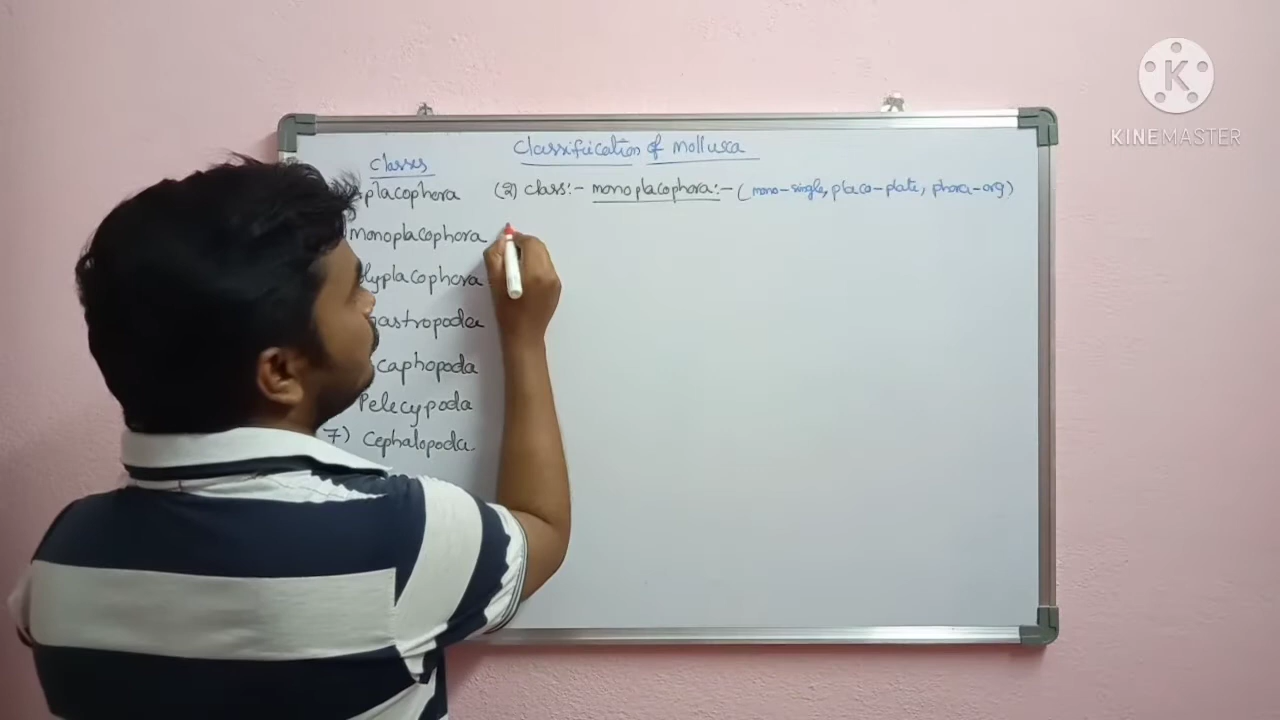 Classification of Mollusca
Classes
placophora
monoplacophora
lyplacophora
astropoda
caphopoda
Pelecypoda
7) Cephalopoda
(2) class:- monoplacophora:- (mono-single, placo-plate, phora-org)
KINEMASTER